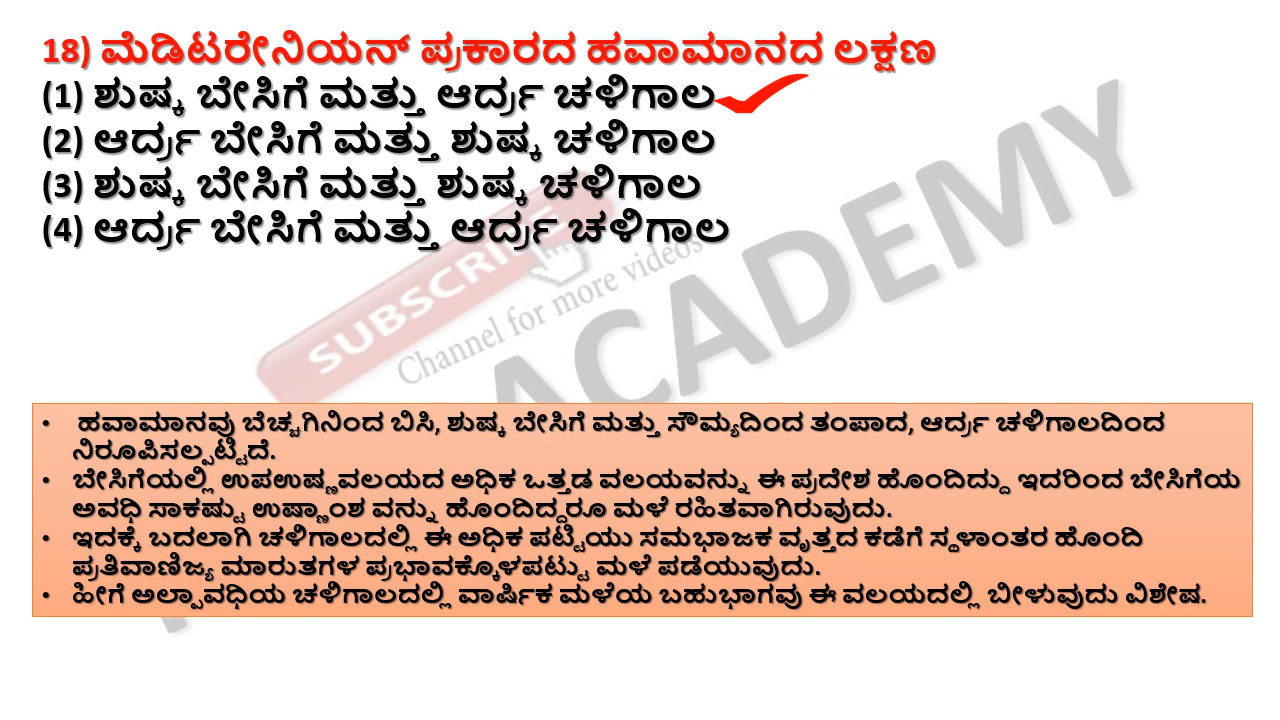 18) ಮೆಡಿಟರೇನಿಯನ್ ಪ್ರಕಾರದ ಹವಾಮಾನದ ಲಕ್ಷಣ
(1) ಶುಷ್ಕ ಬೇಸಿಗೆ ಮತ್ತು ಆರ್ದ್ರ ಚಳಿಗಾಲ
(2) ಆರ್ದ್ರ ಬೇಸಿಗೆ ಮತ್ತು ಶುಷ್ಕ ಚಳಿಗಾಲ
(3) ಶುಷ್ಕ ಬೇಸಿಗೆ ಮತ್ತು ಶುಷ್ಕ ಚಳಿಗಾಲ
(4) ಆರ್ದ್ರ ಬೇಸಿಗೆ ಮತ್ತು ಆರ್ದ್ರ ಚಳಿಗಾಲ
SUBSCRIBE
Channel for more videos
ACADEMY
• ಹವಾಮಾನವು ಬೆಚ್ಚಗಿನಿಂದ ಬಿಸಿ, ಶುಷ್ಕ ಬೇಸಿಗೆ ಮತ್ತು ಸೌಮ್ಯದಿಂದ ತಂಪಾದ, ಆರ್ದ್ರ ಚಳಿಗಾಲದಿಂದ
ನಿರೂಪಿಸಲ್ಪಟ್ಟಿದೆ.
• ಬೇಸಿಗೆಯಲ್ಲಿ ಉಪಉಷ್ಣವಲಯದ ಅಧಿಕ ಒತ್ತಡ ವಲಯವನ್ನು ಈ ಪ್ರದೇಶ ಹೊಂದಿದ್ದು ಇದರಿಂದ ಬೇಸಿಗೆಯ
ಅವಧಿ ಸಾಕಷ್ಟು ಉಷ್ಣಾಂಶ ವನ್ನು ಹೊಂದಿದ್ದರೂ ಮಳೆ ರಹಿತವಾಗಿರುವುದು.
• ಇದಕ್ಕೆ ಬದಲಾಗಿ ಚಳಿಗಾಲದಲ್ಲಿ ಈ ಅಧಿಕ ಪಟ್ಟಿಯು ಸಮಭಾಜಕ ವೃತ್ತದ ಕಡೆಗೆ ಸ್ಥಳಾಂತರ ಹೊಂದಿ
ಪ್ರತಿವಾಣಿಜ್ಯ ಮಾರುತಗಳ ಪ್ರಭಾವಕ್ಕೊಳಪಟ್ಟು ಮಳೆ ಪಡೆಯುವುದು.
• ಹೀಗೆ ಅಲ್ಪಾವಧಿಯ ಚಳಿಗಾಲದಲ್ಲಿ ವಾರ್ಷಿಕ ಮಳೆಯ ಬಹುಭಾಗವು ಈ ವಲಯದಲ್ಲಿ ಬೀಳುವುದು ವಿಶೇಷ.